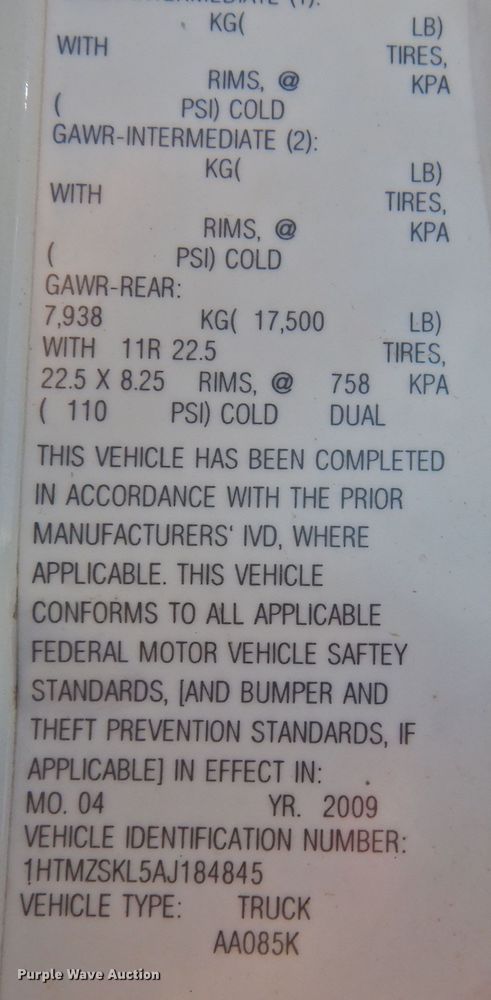 INTERMEDIATE (1):
KG( LB)
WITH TIRES,
RIMS, @ KPA
( PSI) COLD
GAWR-INTERMEDIATE (2):
KG( LB)
WITH TIRES,
RIMS, @ KPA
( PSI) COLD
GAWR-REAR:
7,938 KG( 17,500 LB)
WITH 11R 22.5 TIRES,
22.5 X 8.25 RIMS, @ 758 KPA
( 110 PSI) COLD DUAL
THIS VEHICLE HAS BEEN COMPLETED
IN ACCORDANCE WITH THE PRIOR
MANUFACTURERS‘ IVD, WHERE
APPLICABLE. THIS VEHICLE
CONFORMS TO ALL APPLICABLE
FEDERAL MOTOR VEHICLE SAFTEY
STANDARDS, [AND BUMPER AND
THEFT PREVENTION STANDARDS, IF
APPLICABLE] IN EFFECT IN:
MO. 04 YR. 2009
VEHICLE IDENTIFICATION NUMBER:
1HTMZSKL5AJ184845
VEHICLE TYPE: TRUCK
AA085K
Purple Wave Auction